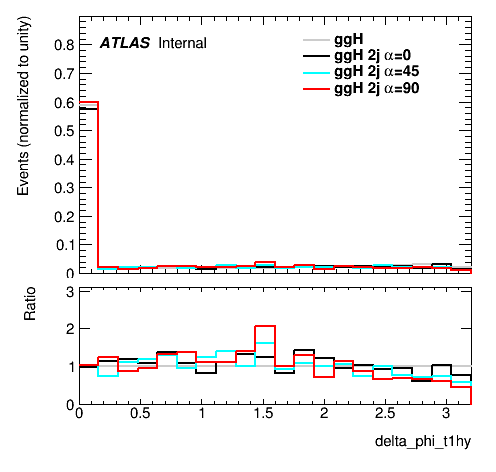 Events (normalized to unity)
0.8
0.7
0.6
0.5
0.4
0.3
0.2
0.1
0
ATLAS Internal
ggH
ggH 2j α=0
ggH 2j α=45
ggH 2j α=90
Ratio
3
2
1
0
0 0.5 1 1.5 2 2.5 3
delta_phi_t1hy